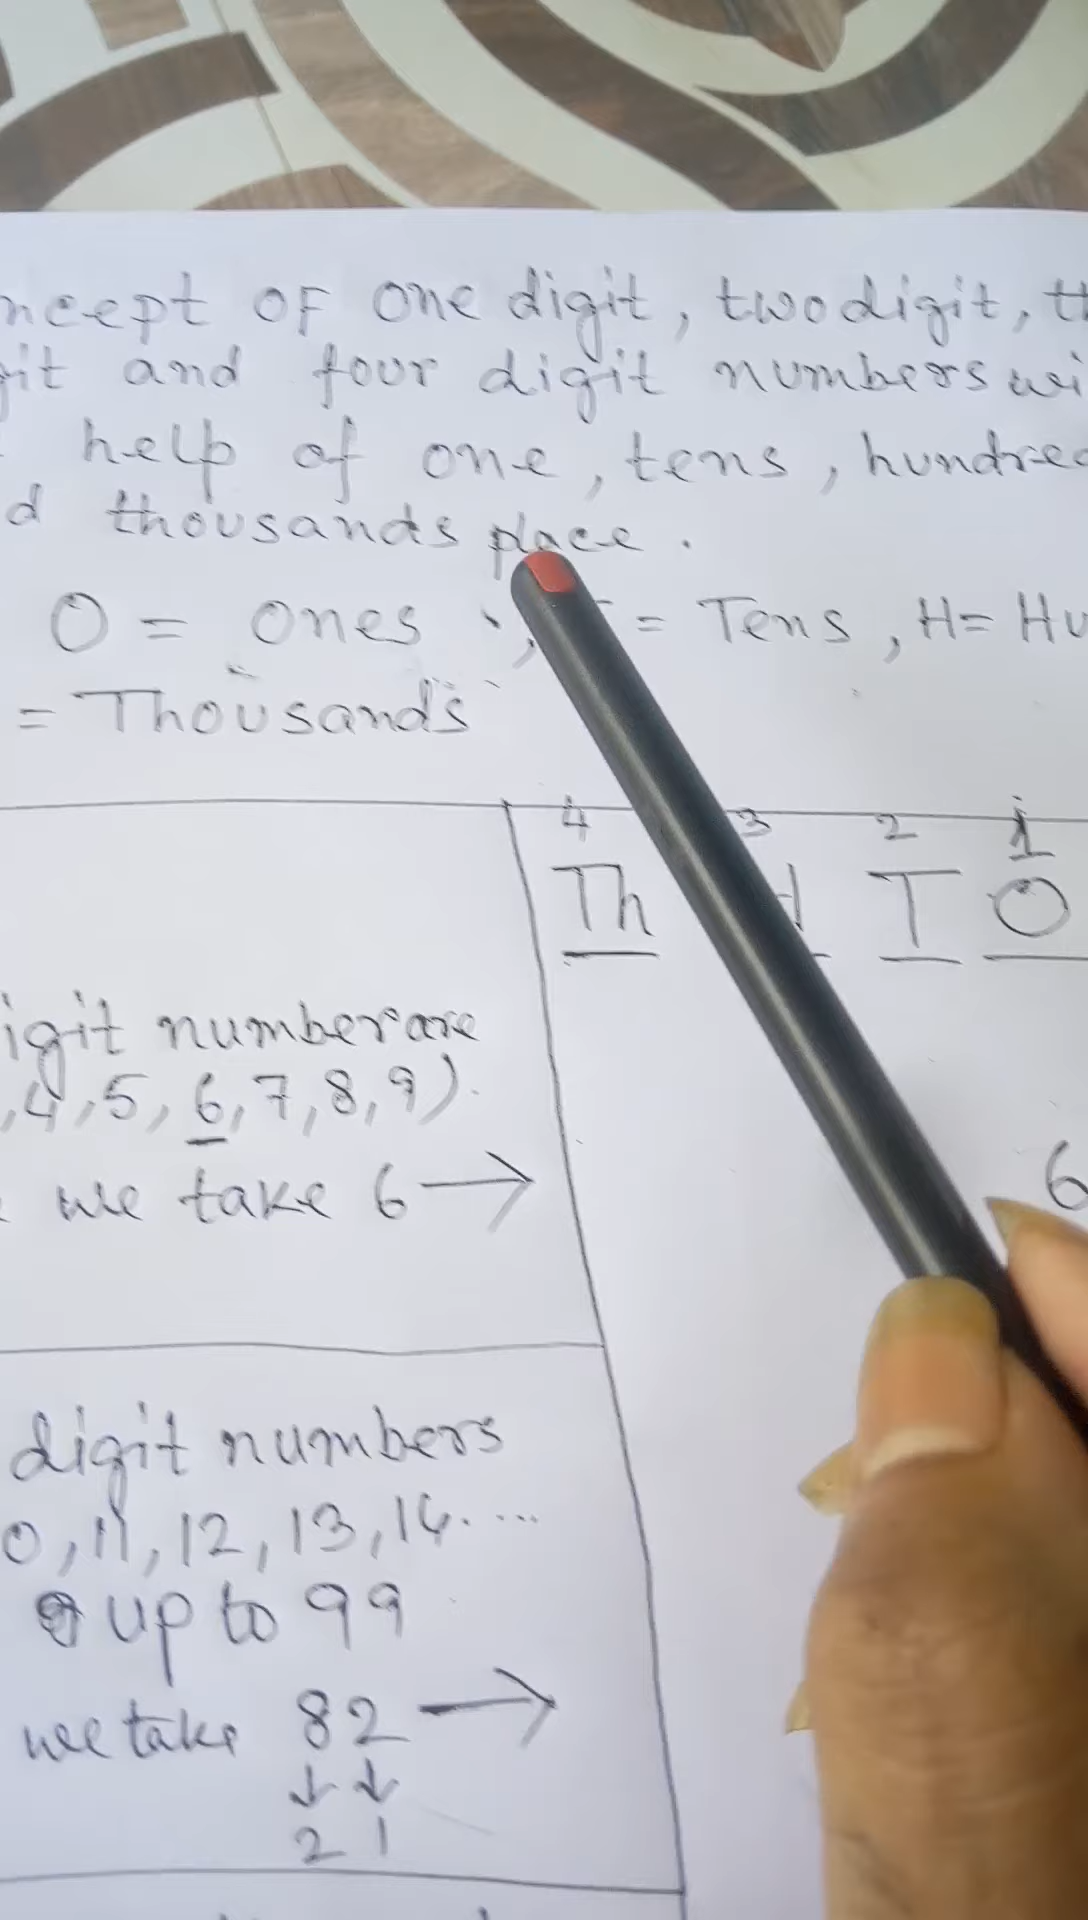 ncept OF one digit, two digit, th
git and four digit numbers wi
help of one, tens, hundred
d thousands place.
O = Ones, = Tens, H= Hu
= Thousands
4 3 2 1
Th T O
igit number are
,4,5,6,7,8,9).
we take 6 → 6
digit numbers
0,11,12,13,14.....
up to 99
we take 82 →
↓ ↓
2 1